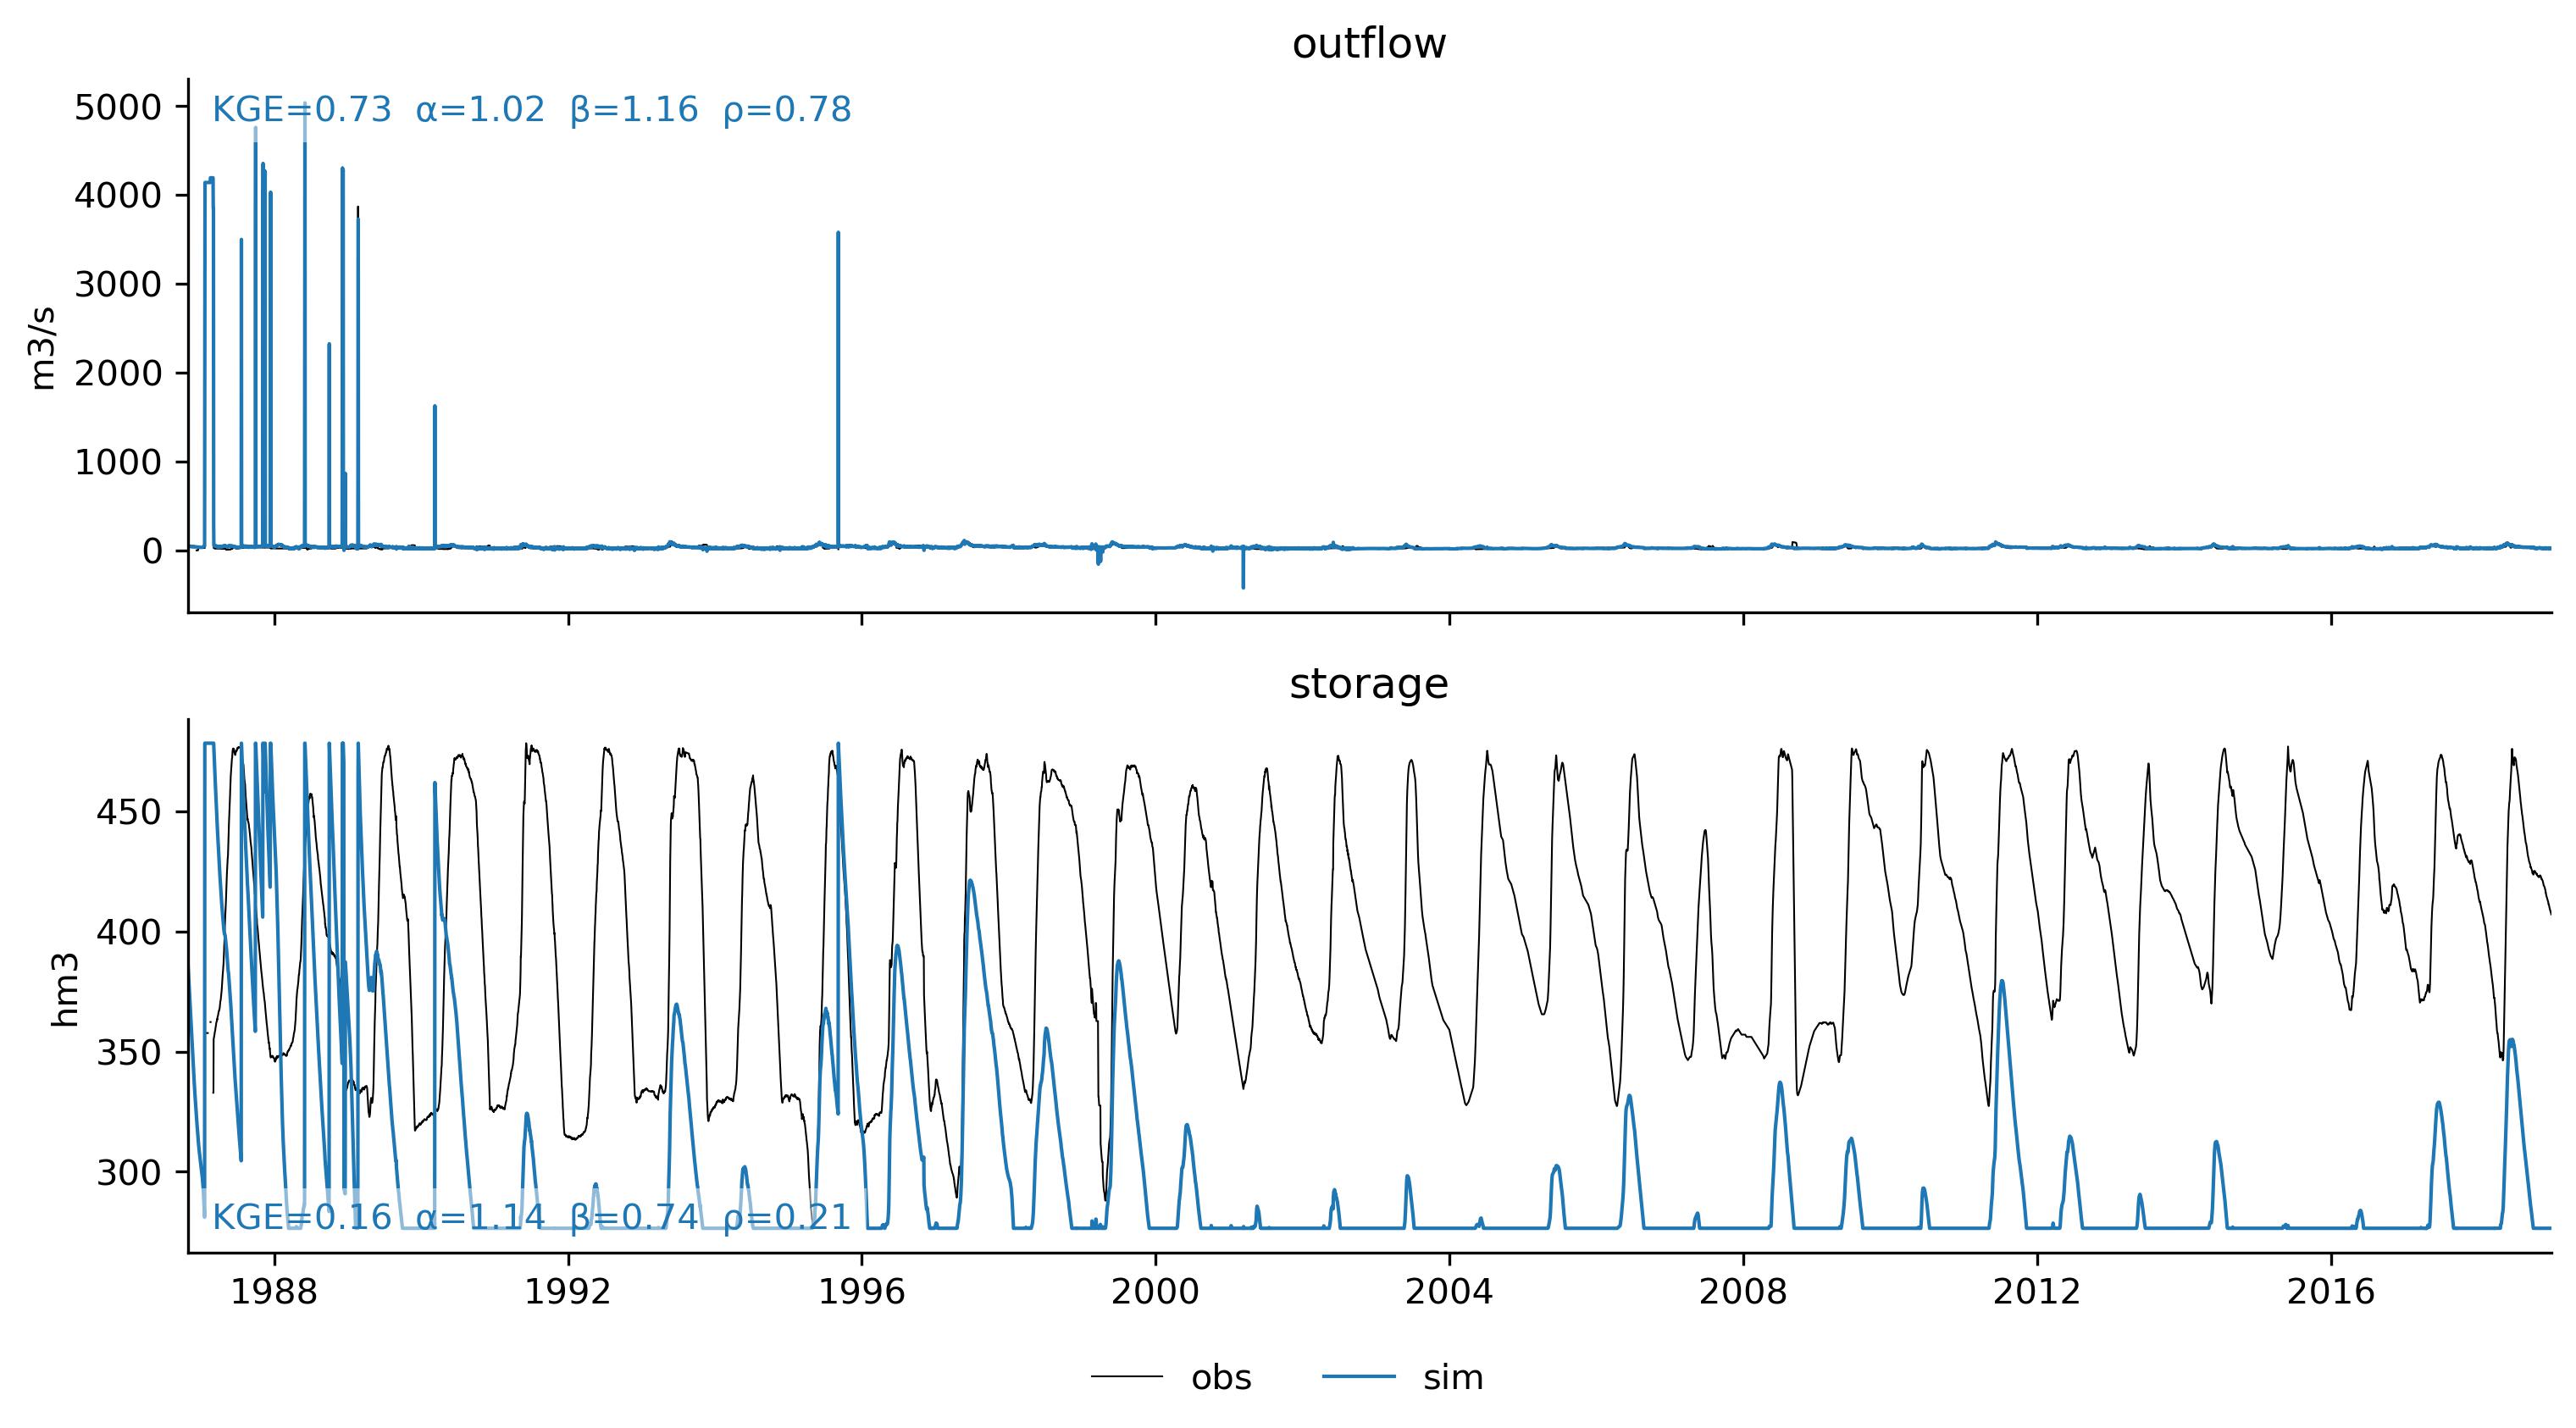 outflow
KGE=0.73 α=1.02 β=1.16 ρ=0.78
5000
4000
3000
2000
1000
0
m3/s
storage
450
400
350
300
hm3
KGE=0.16 α=1.14 β=0.74 ρ=0.21
1988 1992 1996 2000 2004 2008 2012 2016
obs sim